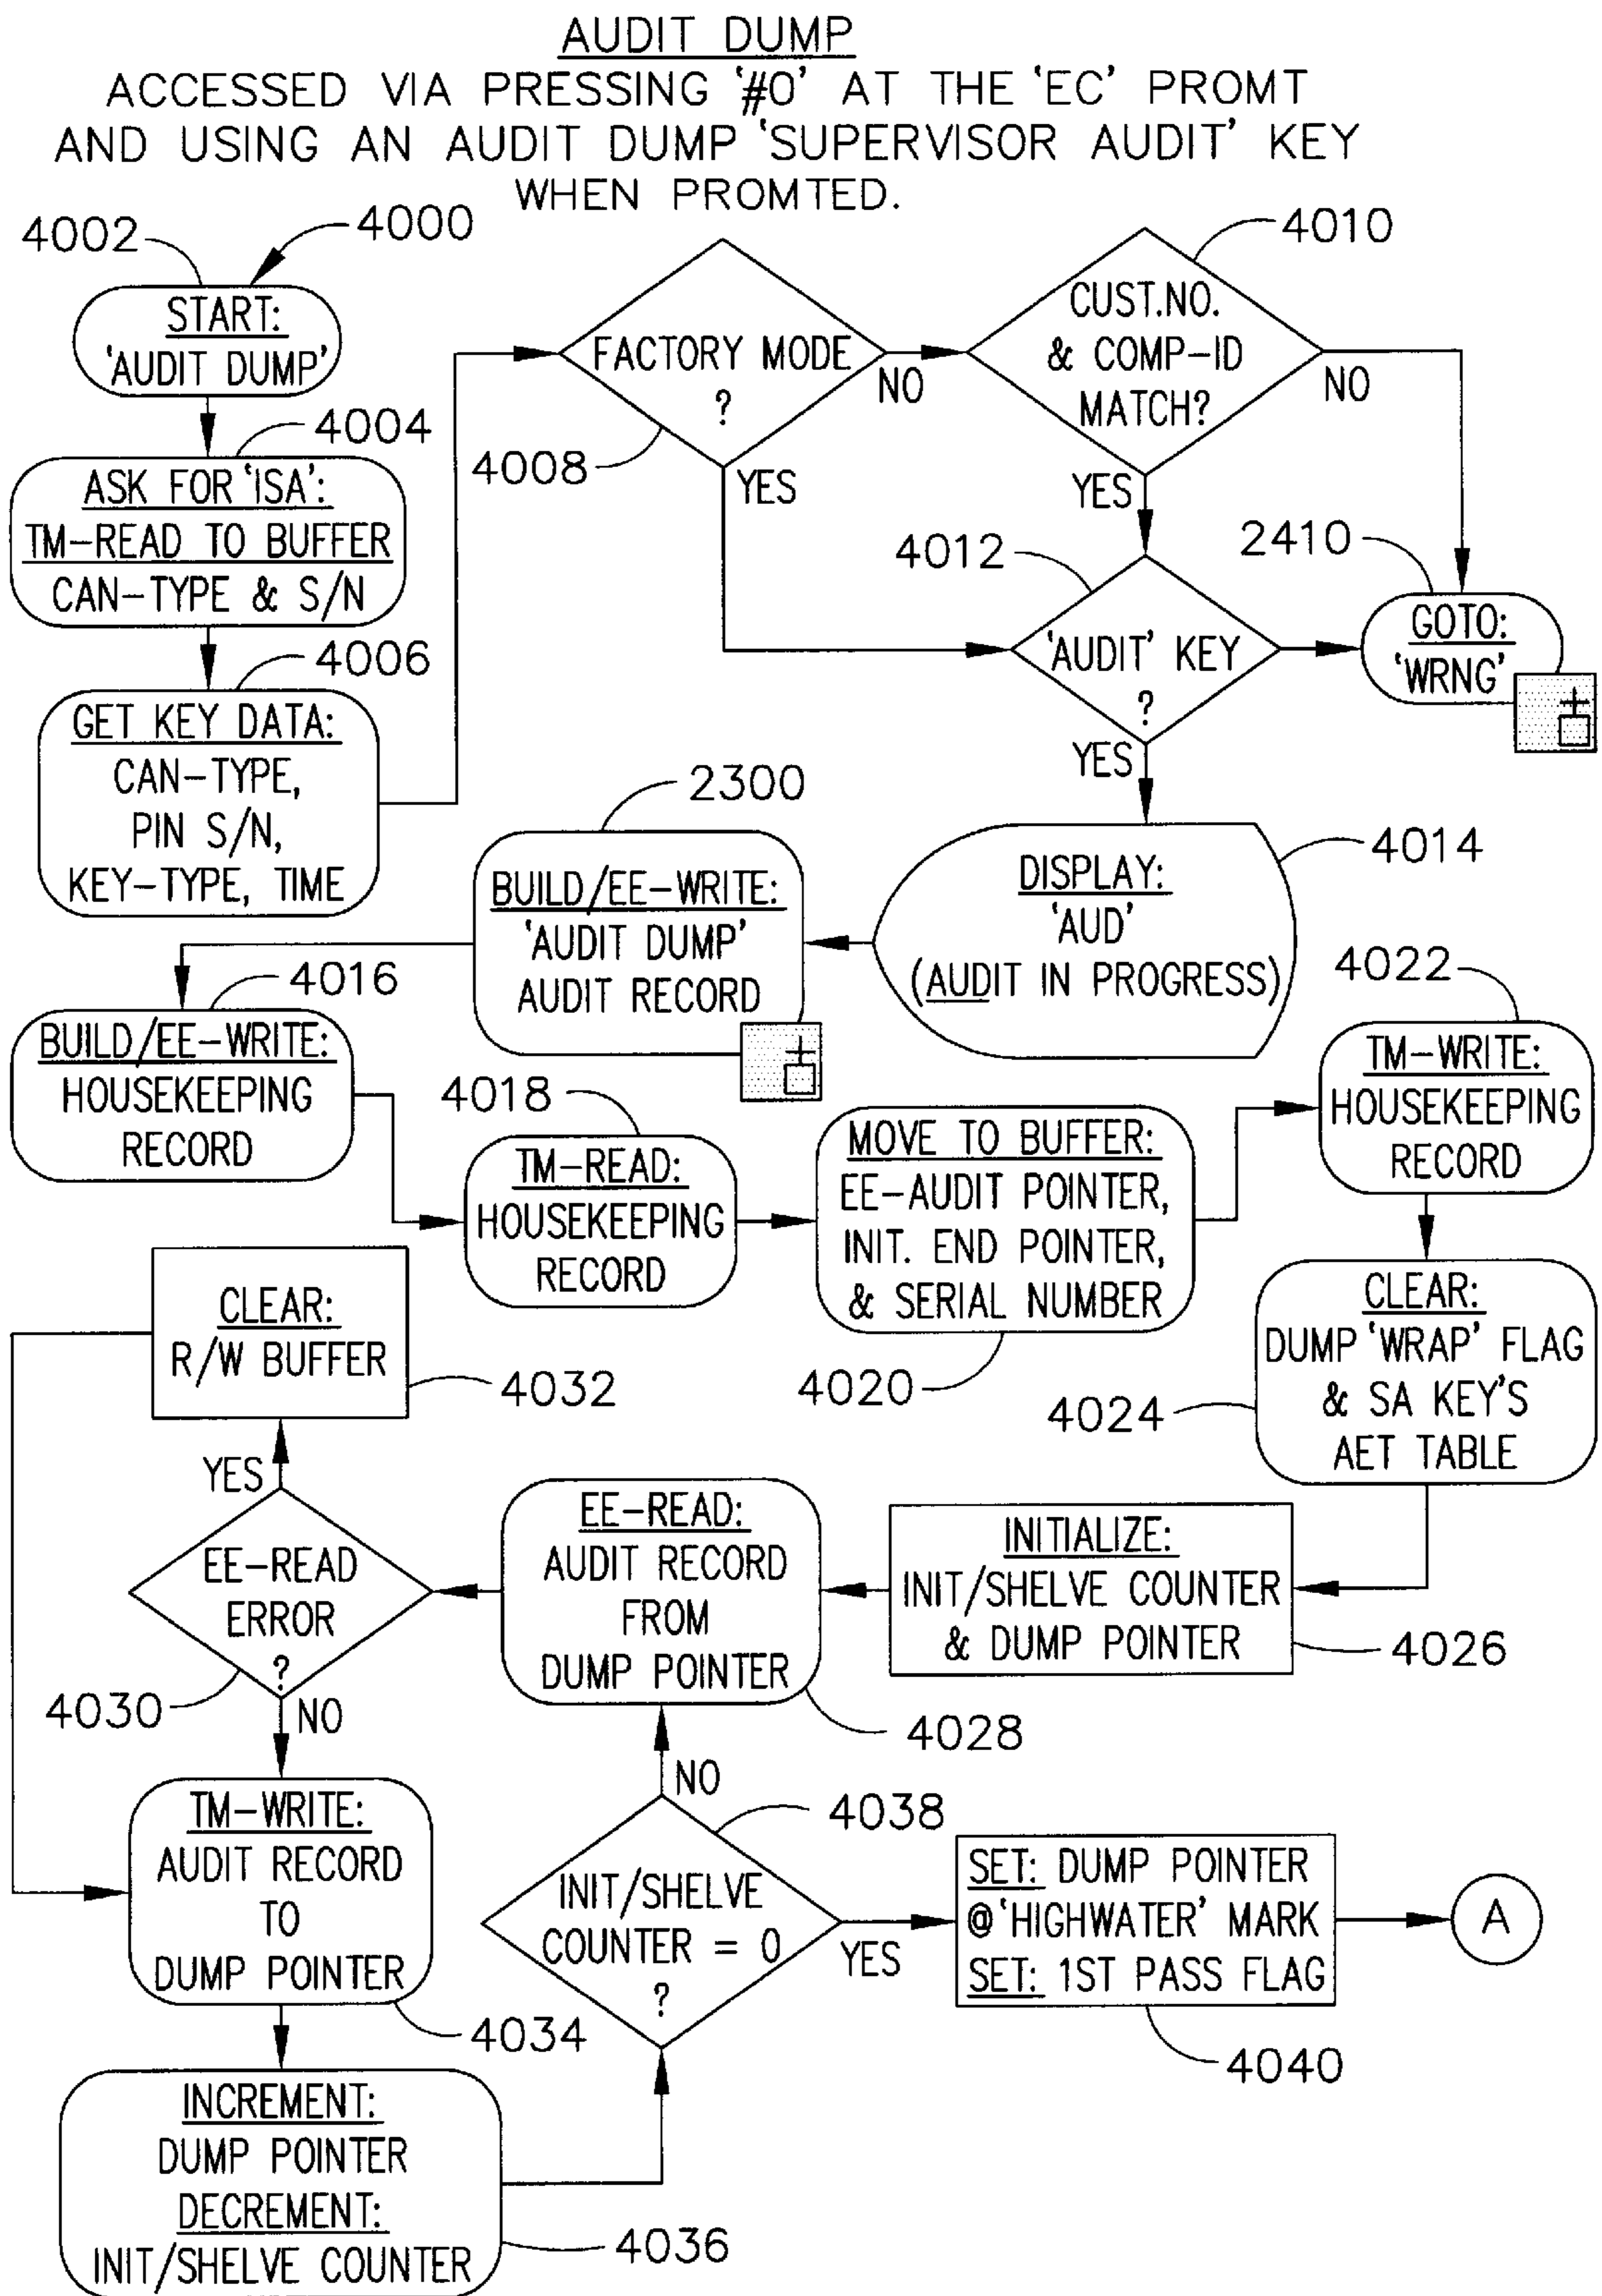 AUDIT DUMP
ACCESSED VIA PRESSING '#0' AT THE 'EC' PROMT
AND USING AN AUDIT DUMP 'SUPERVISOR AUDIT' KEY
WHEN PROMTED.
4002
4000
START:
'AUDIT DUMP'
4004
ASK FOR 'ISA':
TM-READ TO BUFFER
CAN-TYPE & S/N
4006
GET KEY DATA:
CAN-TYPE,
PIN S/N,
KEY-TYPE, TIME
FACTORY MODE
?
4008
NO
YES
4010
CUST.NO.
& COMP-ID
MATCH?
NO
YES
4012
'AUDIT' KEY
?
YES
2410
GOTO:
'WRNG'
4014
DISPLAY:
'AUD'
(AUDIT IN PROGRESS)
2300
BUILD/EE-WRITE:
'AUDIT DUMP'
AUDIT RECORD
4016
BUILD/EE-WRITE:
HOUSEKEEPING
RECORD
4018
TM-READ:
HOUSEKEEPING
RECORD
MOVE TO BUFFER:
EE-AUDIT POINTER,
INIT. END POINTER,
& SERIAL NUMBER
4020
4022
TM-WRITE:
HOUSEKEEPING
RECORD
CLEAR:
DUMP 'WRAP' FLAG
& SA KEY'S
AET TABLE
4024
INITIALIZE:
INIT/SHELVE COUNTER
& DUMP POINTER
4026
EE-READ:
AUDIT RECORD
FROM
DUMP POINTER
4028
EE-READ
ERROR
?
4030
YES
NO
CLEAR:
R/W BUFFER
4032
TM-WRITE:
AUDIT RECORD
TO
DUMP POINTER
4034
INCREMENT:
DUMP POINTER
DECREMENT:
INIT/SHELVE COUNTER
4036
NO
4038
INIT/SHELVE
COUNTER = 0
?
YES
SET: DUMP POINTER
@'HIGHWATER' MARK
SET: 1ST PASS FLAG
4040
A